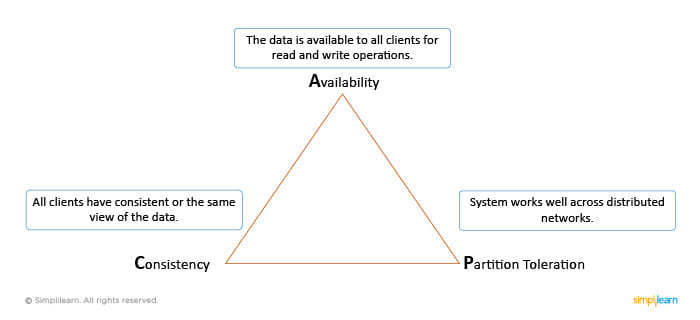 The data is available to all clients for
read and write operations.
Availability
All clients have consistent or the same
view of the data.
System works well across distributed
networks.
Consistency
Partition Toleration
© Simplilearn. All rights reserved.
simplilearn